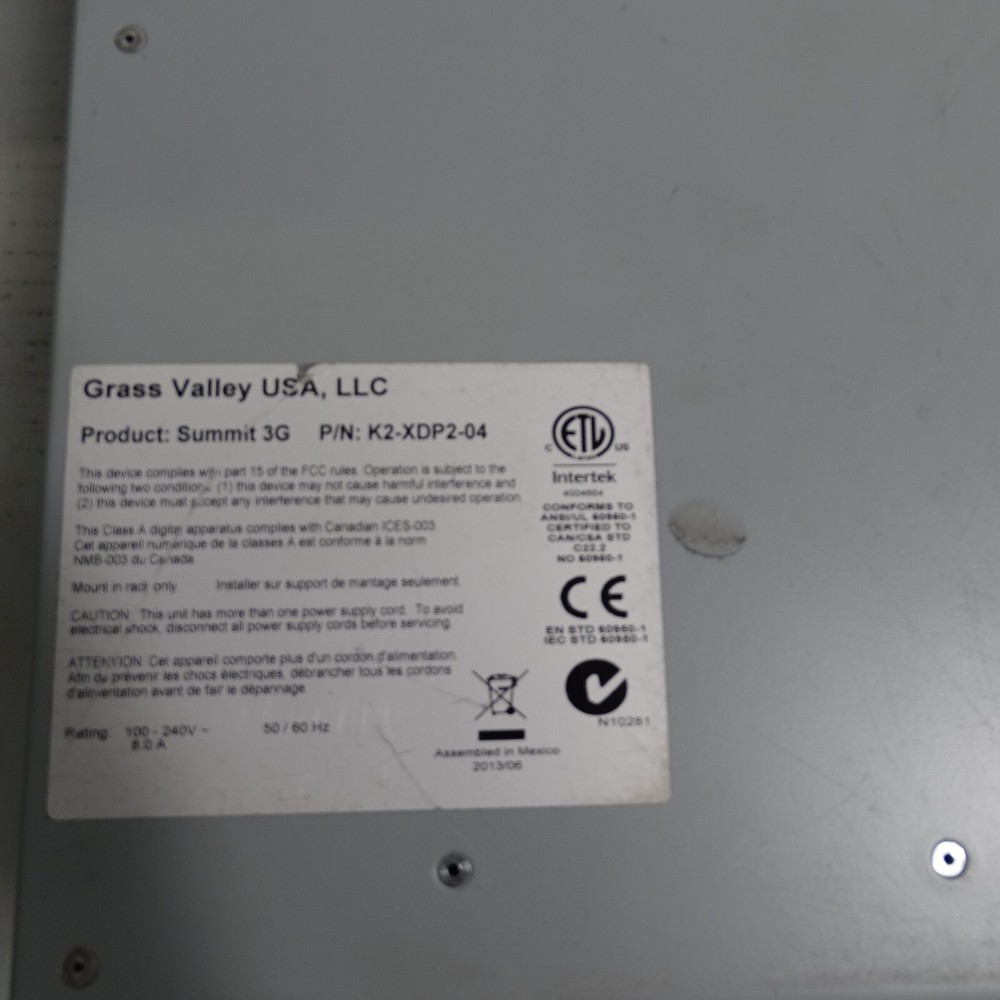 Grass Valley USA, LLC
Product: Summit 3G P/N: K2-XDP2-04
This device complies with part 15 of the FCC rules. Operation is subject to the
following two condition: (1) this device may not cause harmful interference and
(2) this device must accept any interference that may cause undesired operation
This Class A digital apparatus complies with Canadian ICES-003.
Cet appareil numérique de la classes A est conforme à la norm
NMB-003 du Canada.
Mount in rack only. Installer sur support de mantage seulement.
CAUTION: This unit has more than one power supply cord. To avoid
electrical shock, disconnect all power supply cords before servicing.
ATTENTION: Cet appareil comporte plus d'un cordon d'alimentation.
Afin de prévenir les chocs électriques, débrancher tous les cordons
d'alimentation avant de fair le dépannage.
Rating: 100 - 240V ~ 50 / 60 Hz
8.0 A
C ETL US
Intertek
4004664
CONFORMS TO
ANSI/UL 60950-1
CERTIFIED TO
CAN/CSA STD
C22.2
NO 60950-1
CE
EN STD 60950-1
IEC STD 60950-1
N10261
Assembled in Mexico
2013/06